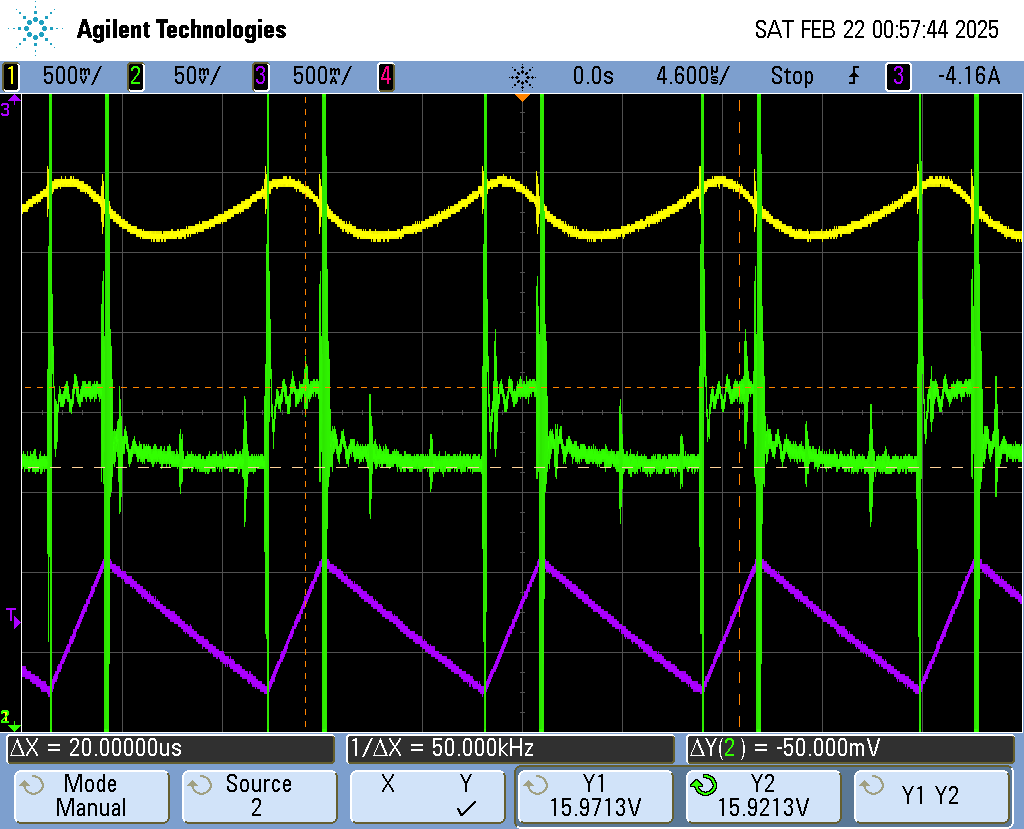 Agilent Technologies SAT FEB 22 00:57:44 2025
1 500mV/ 2 50mV/ 3 500mA/ 4 0.0s 4.600us/ Stop 3 -4.16A
3
T
2
ΔX = 20.00000us 1/ΔX = 50.000kHz ΔY(2) = -50.000mV
Mode Source X Y Y1 Y2 Y1 Y2
Manual 2 15.9713V 15.9213V